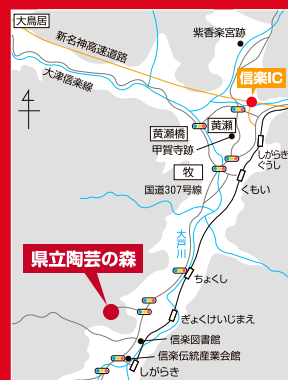 大鳥居
紫香楽宮跡
新名神高速道路
大津信楽線
信楽IC
黄瀬
黄瀬橋
甲賀寺跡
しがらき
ぐうし
牧
国道307号線
くもい
大戸川
県立陶芸の森
ちょくし
ぎょくけいじまえ
信楽図書館
信楽伝統産業会館
しがらき